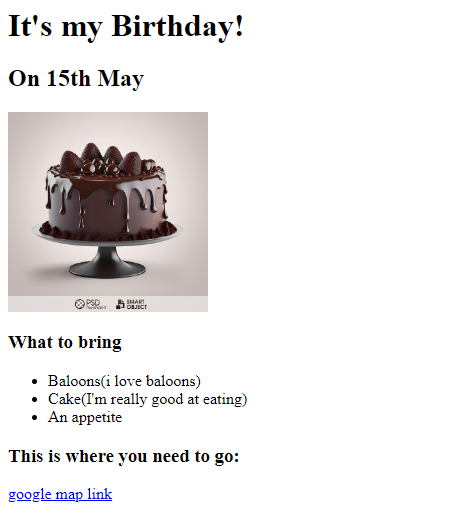 It's my Birthday!
On 15th May
PSD
SMART
OBJECT
What to bring
Baloons(i love baloons)
Cake(I'm really good at eating)
An appetite
This is where you need to go:
google map link